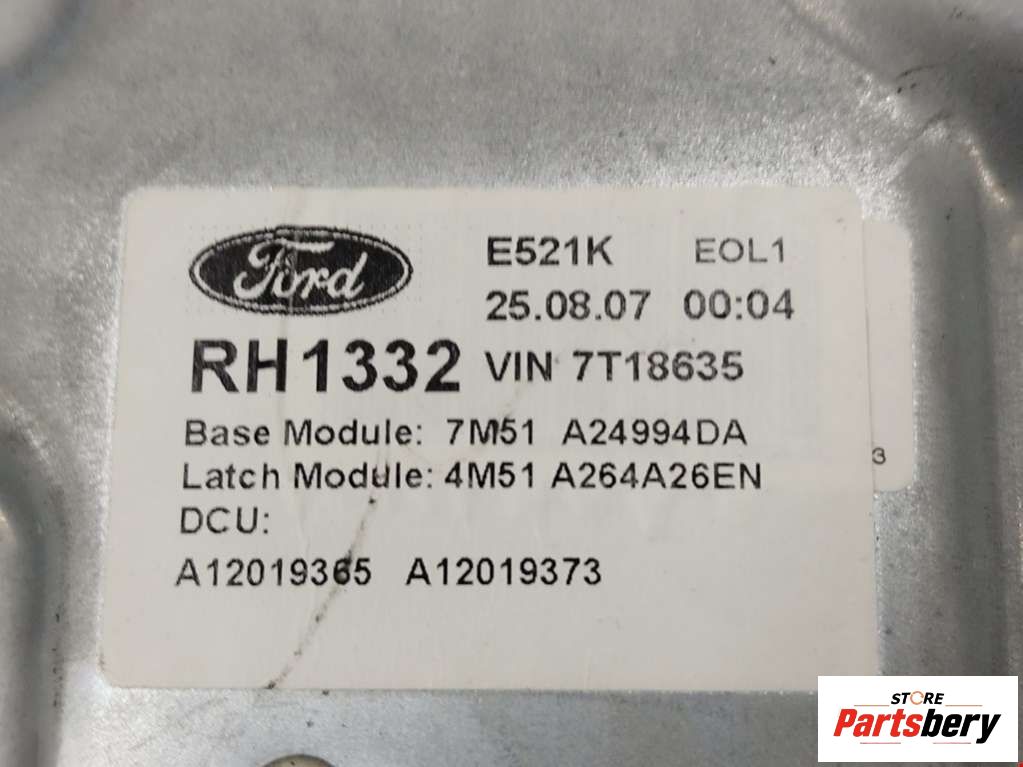 Ford
E521K EOL1
25.08.07 00:04
RH1332 VIN 7T18635
Base Module: 7M51 A24994DA
Latch Module: 4M51 A264A26EN
DCU:
A12019365 A12019373
3
STORE
Partsbery